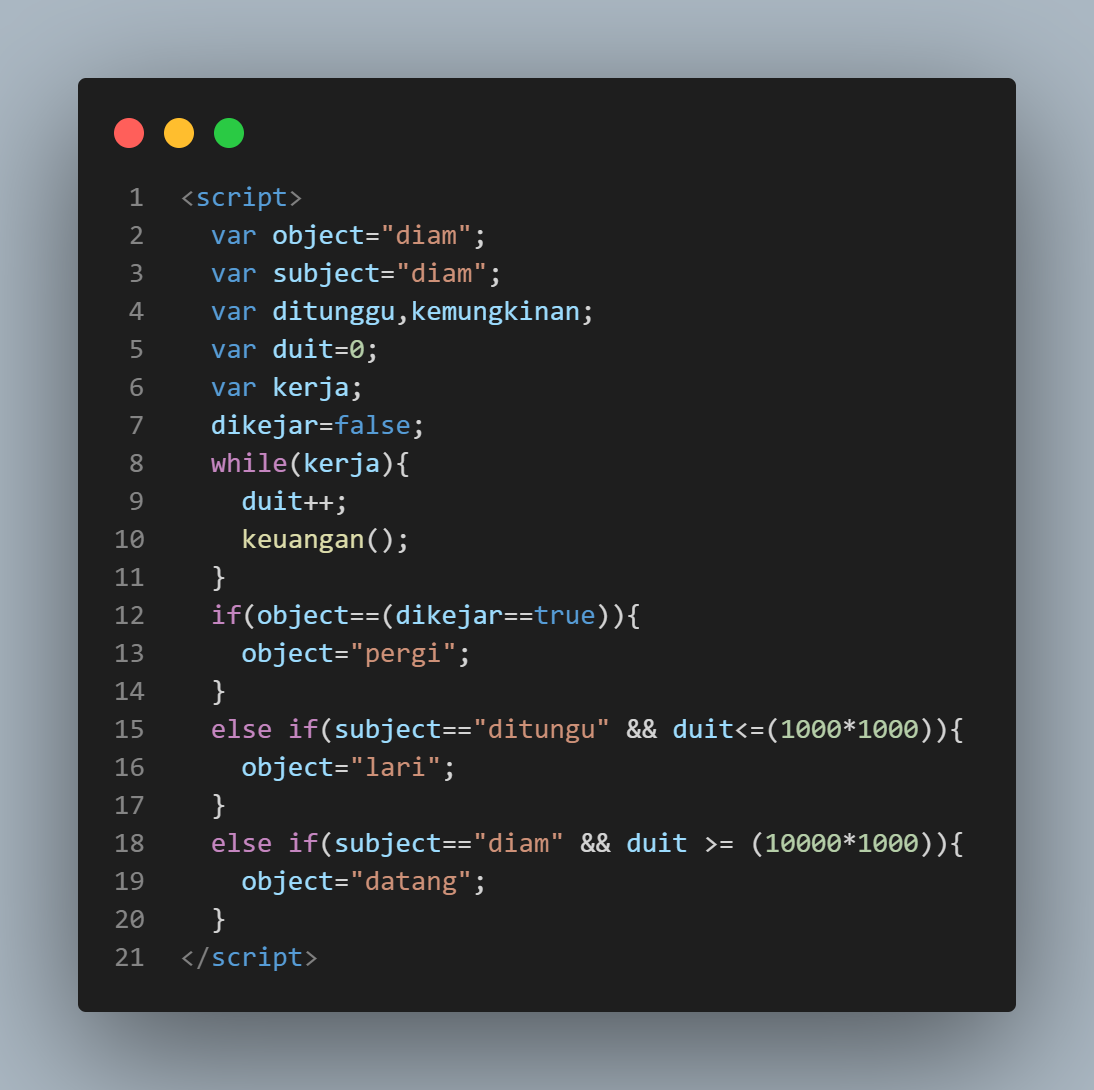 1 <script>
2   var object="diam";
3   var subject="diam";
4   var ditunggu,kemungkinan;
5   var duit=0;
6   var kerja;
7   dikejar=false;
8   while(kerja){
9     duit++;
10     keuangan();
11   }
12   if(object==(dikejar==true)){
13     object="pergi";
14   }
15   else if(subject=="ditungu" && duit<=(1000*1000)){
16     object="lari";
17   }
18   else if(subject=="diam" && duit >= (10000*1000)){
19     object="datang";
20   }
21 </script>